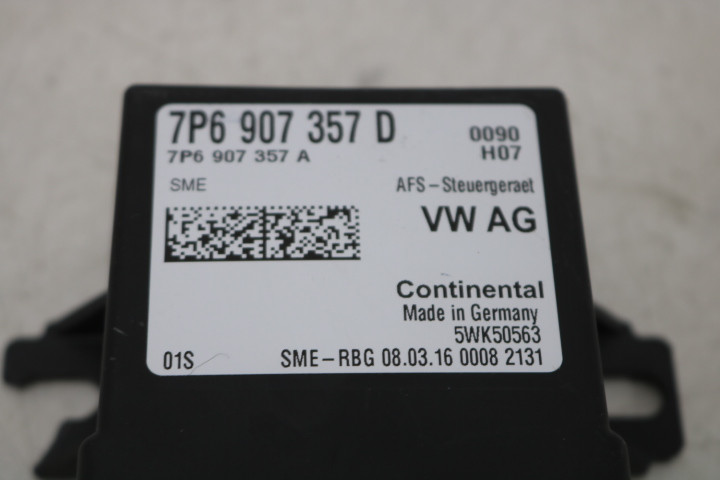 7P6 907 357 D
0090
7P6 907 357 A
H07
SME
AFS-Steuergeraet
VW AG
Continental
Made in Germany
5WK50563
01S
SME-RBG 08.03.16 0008 2131